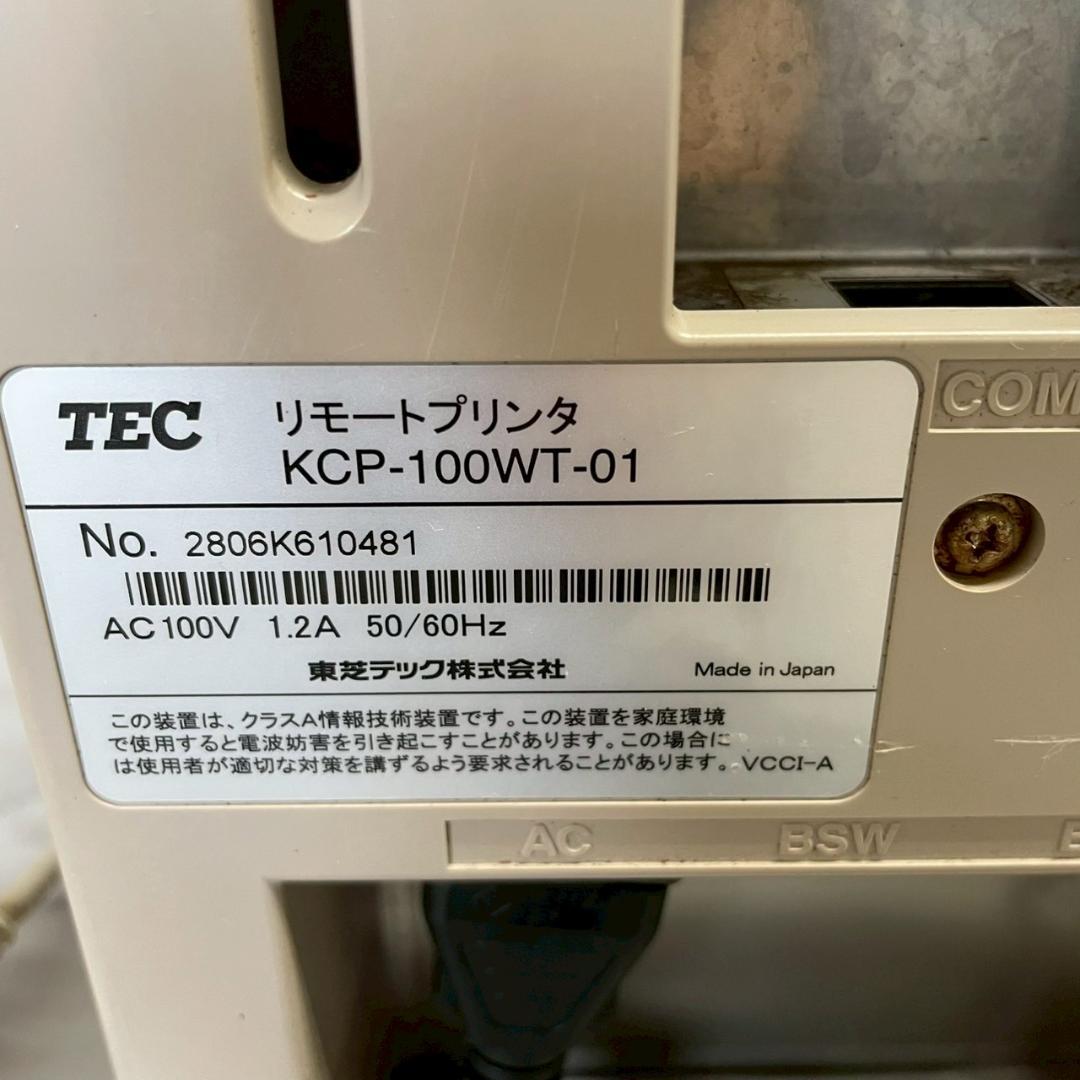 COM
TEC リモートプリンタ
KCP-100WT-01
No. 2806K610481
AC100V 1.2A 50/60Hz
東芝テック株式会社 Made in Japan
この装置は、クラスA情報技術装置です。この装置を家庭環境
で使用すると電波妨害を引き起こすことがあります。この場合に
は使用者が適切な対策を講ずるよう要求されることがあります。VCCI-A
AC BSW